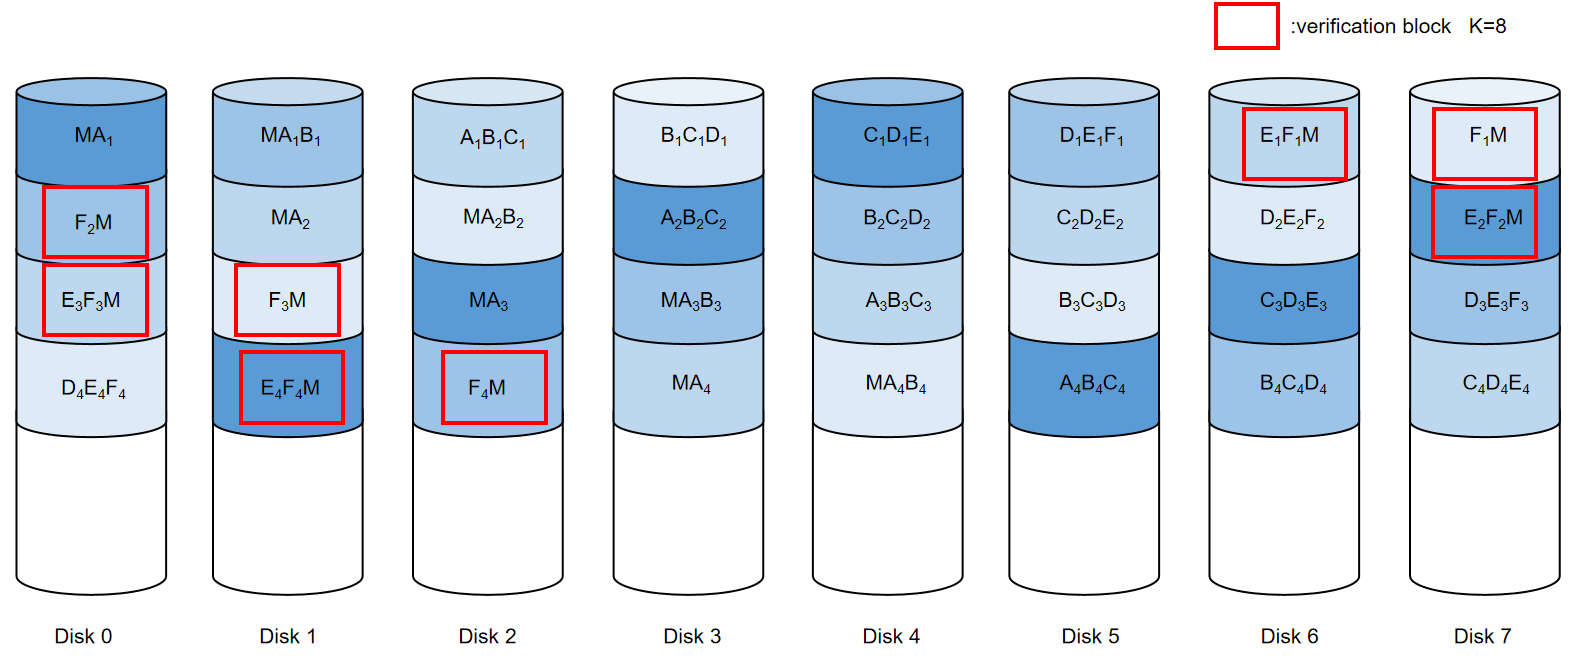 :verification block K=8
MA₁ MA₁B₁ A₁B₁C₁ B₁C₁D₁ C₁D₁E₁ D₁E₁F₁ E₁F₁M F₁M
F₂M MA₂ MA₂B₂ A₂B₂C₂ B₂C₂D₂ C₂D₂E₂ D₂E₂F₂ E₂F₂M
E₃F₃M F₃M MA₃ MA₃B₃ A₃B₃C₃ B₃C₃D₃ C₃D₃E₃ D₃E₃F₃
D₄E₄F₄ E₄F₄M F₄M MA₄ MA₄B₄ A₄B₄C₄ B₄C₄D₄ C₄D₄E₄
Disk 0 Disk 1 Disk 2 Disk 3 Disk 4 Disk 5 Disk 6 Disk 7